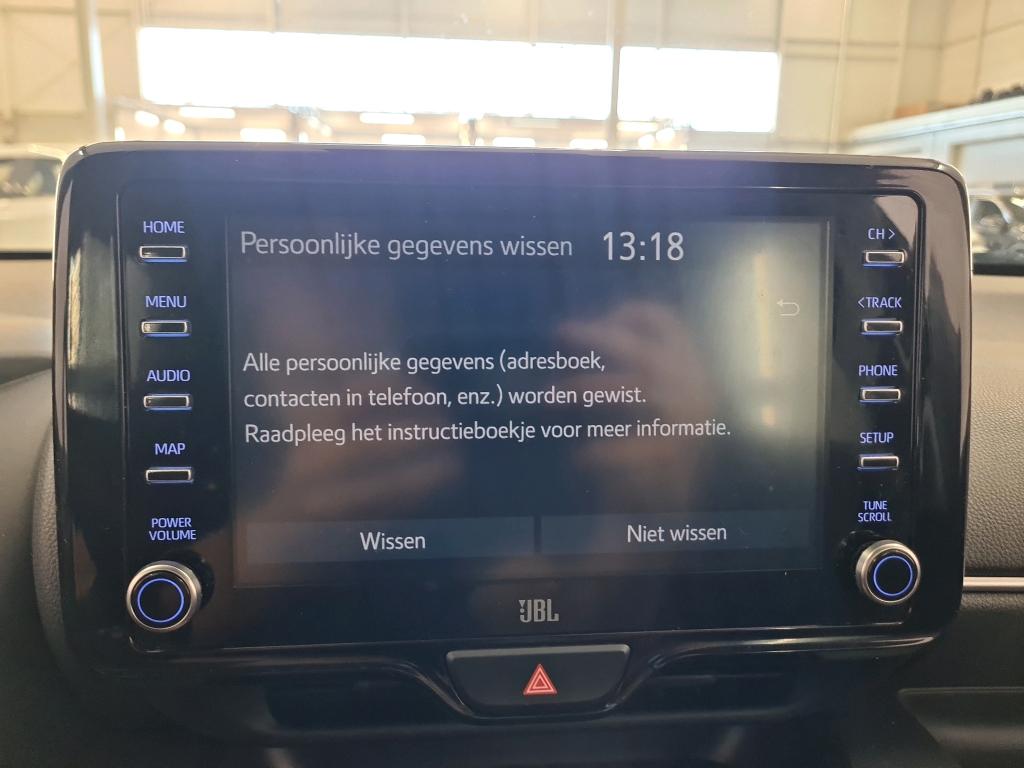 HOME
MENU
AUDIO
MAP
POWER
VOLUME
Persoonlijke gegevens wissen 13:18
Alle persoonlijke gegevens (adresboek,
contacten in telefoon, enz.) worden gewist.
Raadpleeg het instructieboekje voor meer informatie.
Wissen
Niet wissen
CH >
<TRACK
PHONE
SETUP
TUNE
SCROLL
JBL